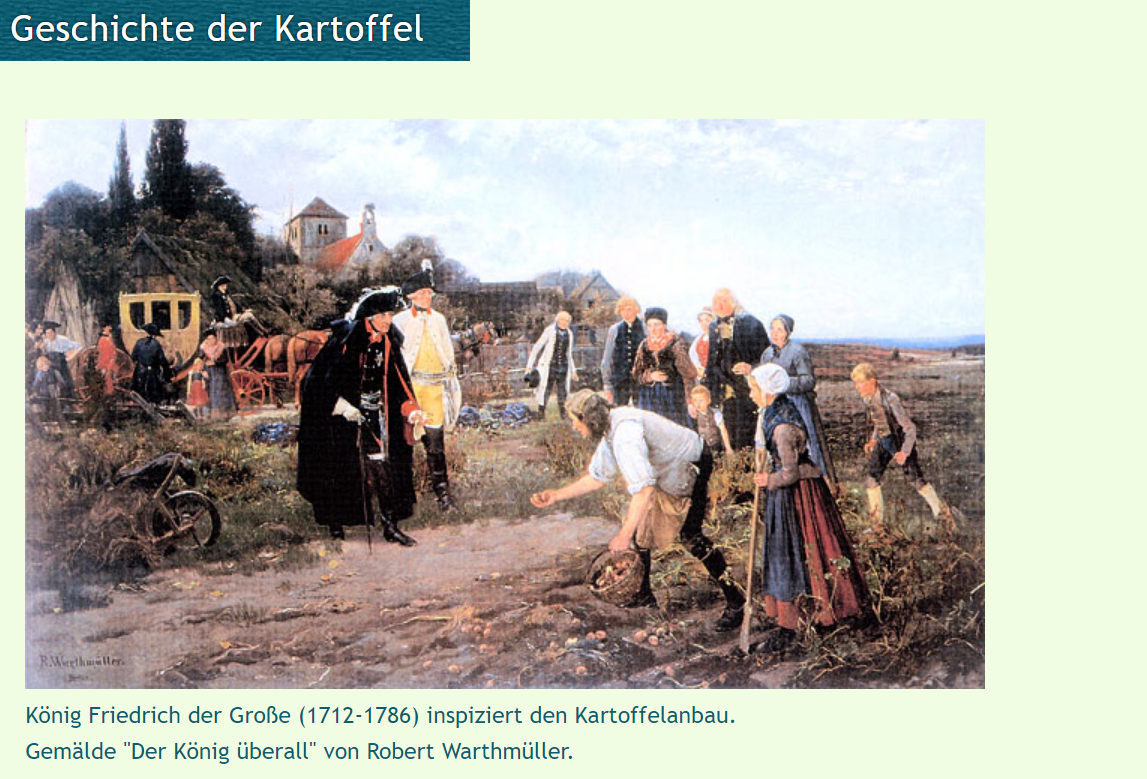 Geschichte der Kartoffel
R. Warthmüller.
König Friedrich der Große (1712-1786) inspiziert den Kartoffelanbau.
Gemälde "Der König überall" von Robert Warthmüller.